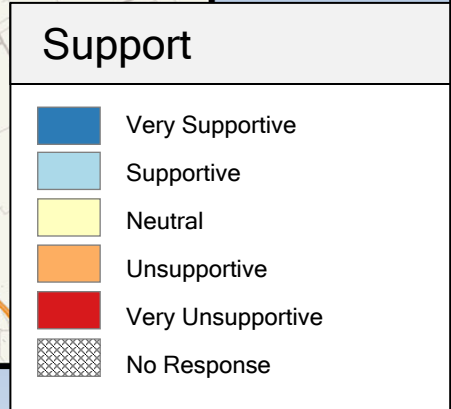 Support
Very Supportive
Supportive
Neutral
Unsupportive
Very Unsupportive
No Response